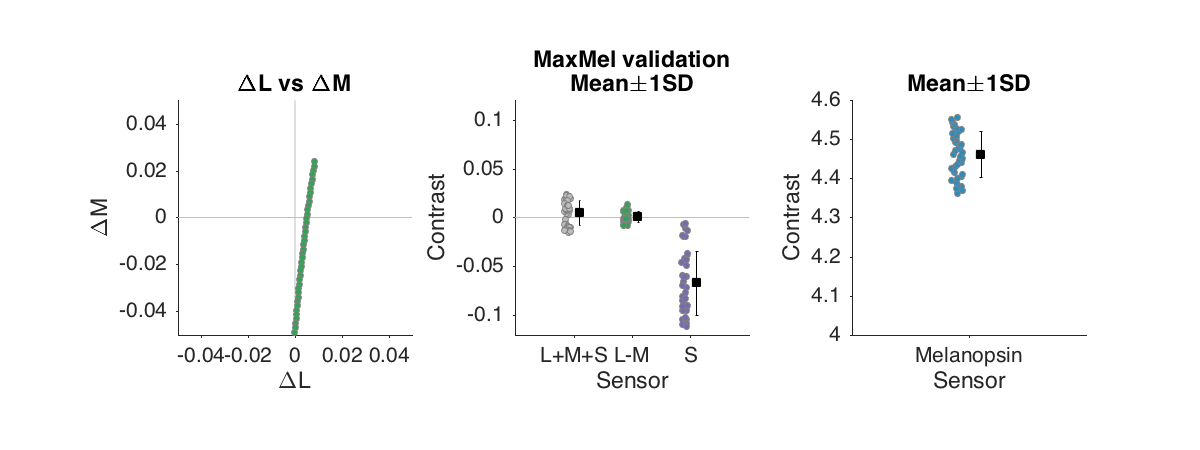 MaxMel validation
ΔL vs ΔM
Mean±1SD
Mean±1SD
0.04
0.02
0
-0.02
-0.04
ΔM
-0.04
-0.02
0
0.02
0.04
ΔL
0.1
0.05
0
-0.05
-0.1
Contrast
L+M+S
L-M
S
Sensor
4.6
4.5
4.4
4.3
4.2
4.1
4
Contrast
Melanopsin
Sensor